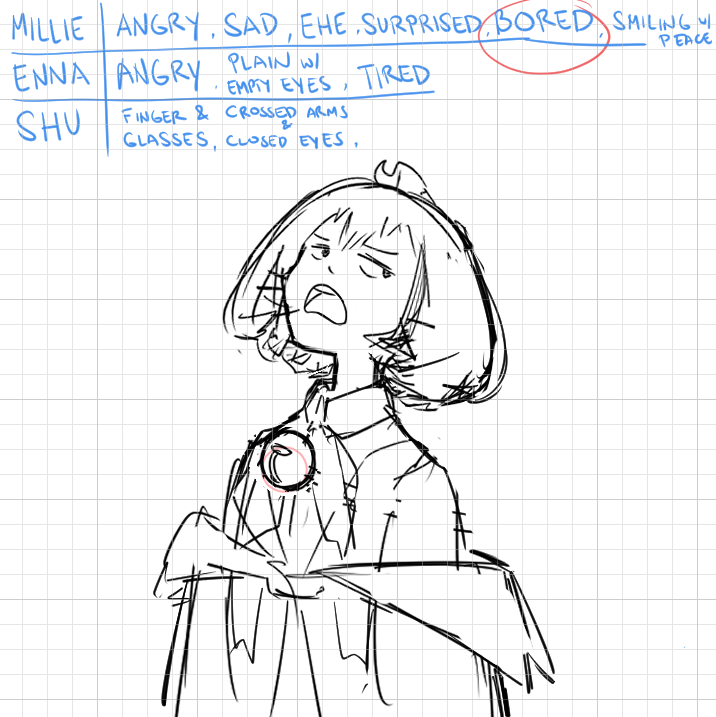 MILLIE ANGRY, SAD, EHE, SURPRISED, BORED, SMILING W/ PEACE
ENNA ANGRY, PLAIN W/ EMPTY EYES, TIRED
SHU FINGER & GLASSES, CROSSED ARMS & CLOSED EYES,